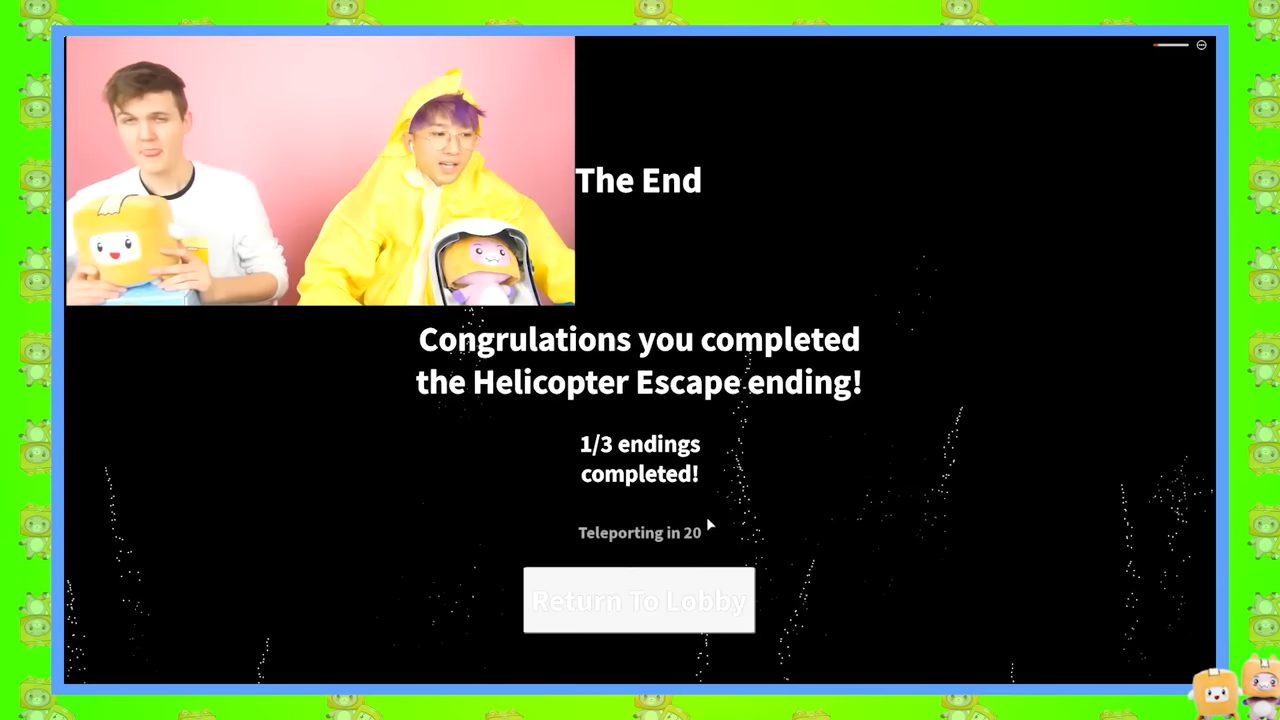 The End
Congrulations you completed
the Helicopter Escape ending!
1/3 endings
completed!
Teleporting in 20
Return To Lobby